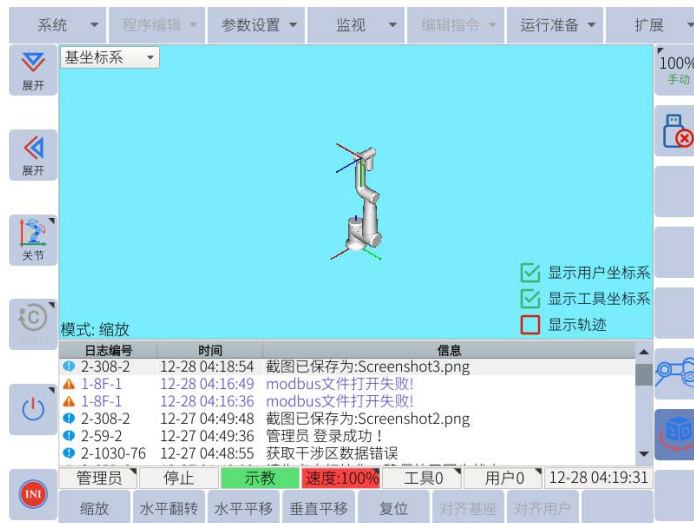 系统 程序编辑 参数设置 监视 编辑指令 运行准备 扩展
基坐标系
100%
手动
展开
展开
关节
显示用户坐标系
显示工具坐标系
显示轨迹
模式: 缩放
日志编号 时间 信息
2-308-2 12-28 04:18:54 截图已保存为:Screenshot3.png
1-8F-1 12-28 04:16:49 modbus文件打开失败!
1-8F-1 12-28 04:16:36 modbus文件打开失败!
2-308-2 12-27 04:49:48 截图已保存为:Screenshot2.png
2-59-2 12-27 04:49:36 管理员 登录成功！
2-1030-76 12-27 04:48:55 获取干涉区数据错误
管理员 停止 示教 速度:100% 工具0 用户0 12-28 04:19:31
INI
缩放 水平翻转 水平平移 垂直平移 复位 对齐基座 对齐用户
3D